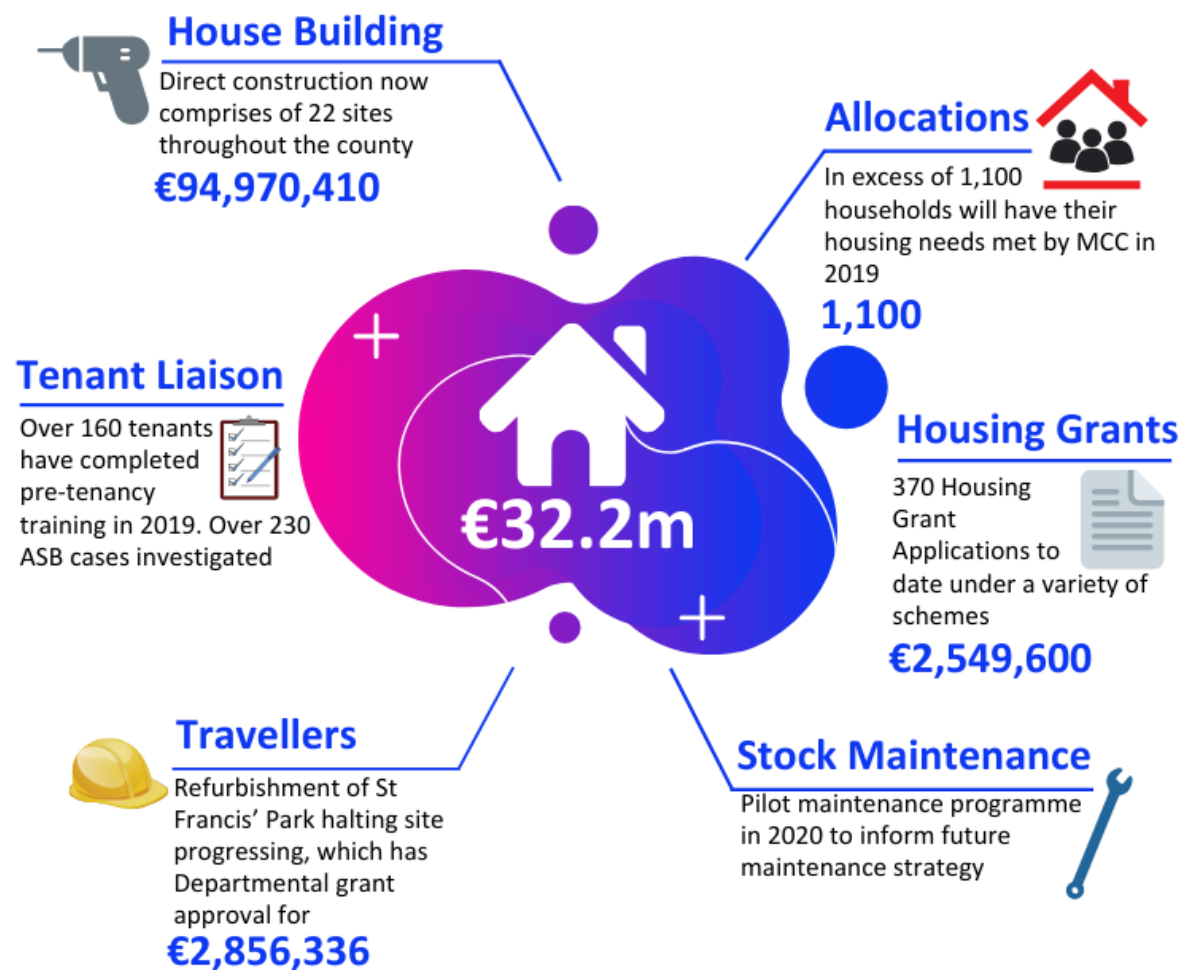 House Building
Direct construction now
comprises of 22 sites
throughout the county
€94,970,410
Allocations
In excess of 1,100
households will have their
housing needs met by MCC in
2019
1,100
Tenant Liaison
Over 160 tenants
have completed
pre-tenancy
training in 2019. Over 230
ASB cases investigated
€32.2m
Housing Grants
370 Housing
Grant
Applications to
date under a variety of
schemes
€2,549,600
Travellers
Refurbishment of St
Francis’ Park halting site
progressing, which has
Departmental grant
approval for
€2,856,336
Stock Maintenance
Pilot maintenance programme
in 2020 to inform future
maintenance strategy